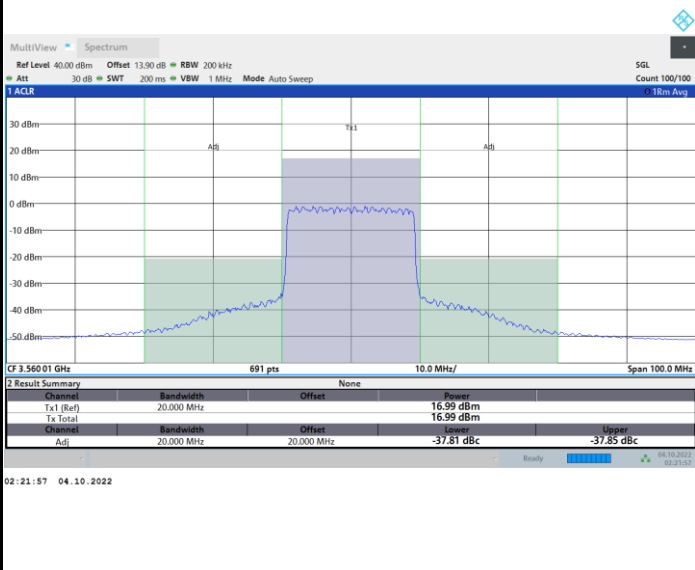 MultiView Spectrum
Ref Level 40.00 dBm Offset 13.90 dB RBW 200 kHz SGL
Att 30 dB SWT 200 ms VBW 1 MHz Mode Auto Sweep Count 100/100
1 ACLR 1Rm Avg
30 dBm
Tx1
20 dBm Adj Adj
10 dBm
0 dBm
-10 dBm
-20 dBm
-30 dBm
-40 dBm
-50 dBm
CF 3.560 01 GHz 691 pts 10.0 MHz/ Span 100.0 MHz
2 Result Summary None
Channel Bandwidth Offset Power
Tx1 (Ref) 20.000 MHz 16.99 dBm
Tx Total 16.99 dBm
Channel Bandwidth Offset Lower Upper
Adj 20.000 MHz 20.000 MHz -37.81 dBc -37.85 dBc
Ready 04.10.2022
02:21:57
02:21:57 04.10.2022